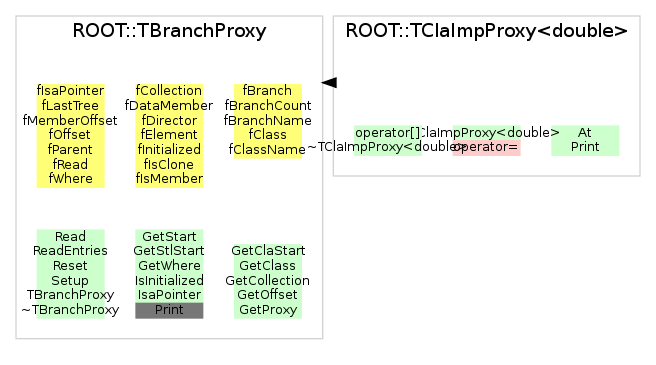 ROOT::TBranchProxy
fIsaPointer
fLastTree
fMemberOffset
fOffset
fParent
fRead
fWhere
fCollection
fDataMember
fDirector
fElement
fInitialized
fIsClone
fIsMember
fBranch
fBranchCount
fBranchName
fClass
fClassName
Read
ReadEntries
Reset
Setup
TBranchProxy
~TBranchProxy
GetStart
GetStlStart
GetWhere
IsInitialized
IsaPointer
Print
GetClaStart
GetClass
GetCollection
GetOffset
GetProxy
ROOT::TClaImpProxy<double>
operator[]
~TClaImpProxy<double>
ClaImpProxy<double>
operator=
At
Print